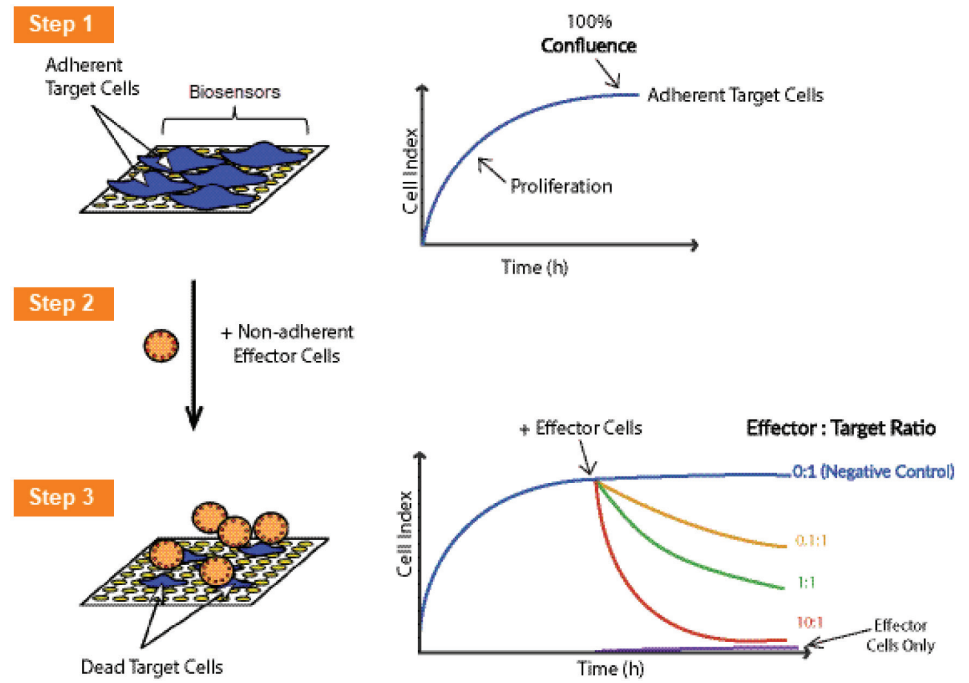 Step 1
Adherent
Target Cells
Biosensors
100%
Confluence
Adherent Target Cells
Proliferation
Cell Index
Time (h)
Step 2
+ Non-adherent
Effector Cells
Step 3
Dead Target Cells
+ Effector Cells
Effector : Target Ratio
0:1 (Negative Control)
0.1:1
1:1
10:1
Effector
Cells Only
Cell Index
Time (h)